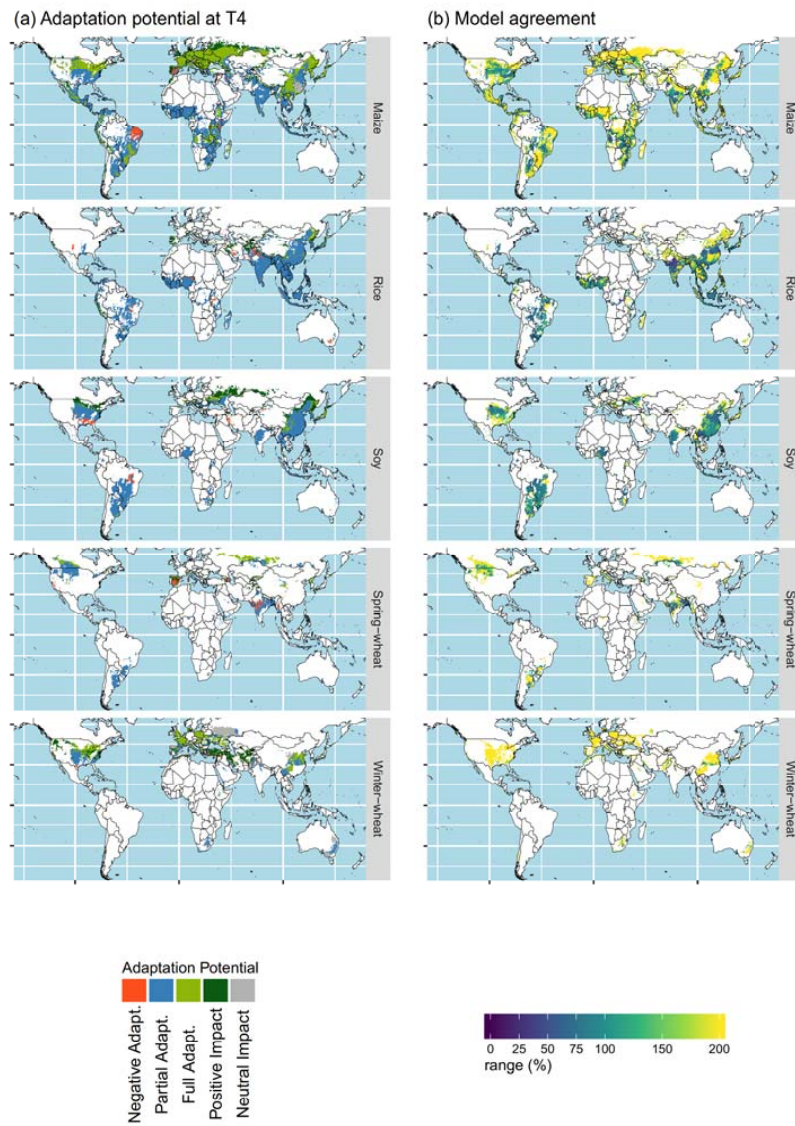 (a) Adaptation potential at T4
(b) Model agreement
Maize
Maize
Rice
Rice
Soy
Soy
Spring−wheat
Spring−wheat
Winter−wheat
Winter−wheat
Adaptation Potential
Negative Adapt.
Partial Adapt.
Full Adapt.
Positive Impact
Neutral Impact
0 25 50 75 100 150 200
range (%)